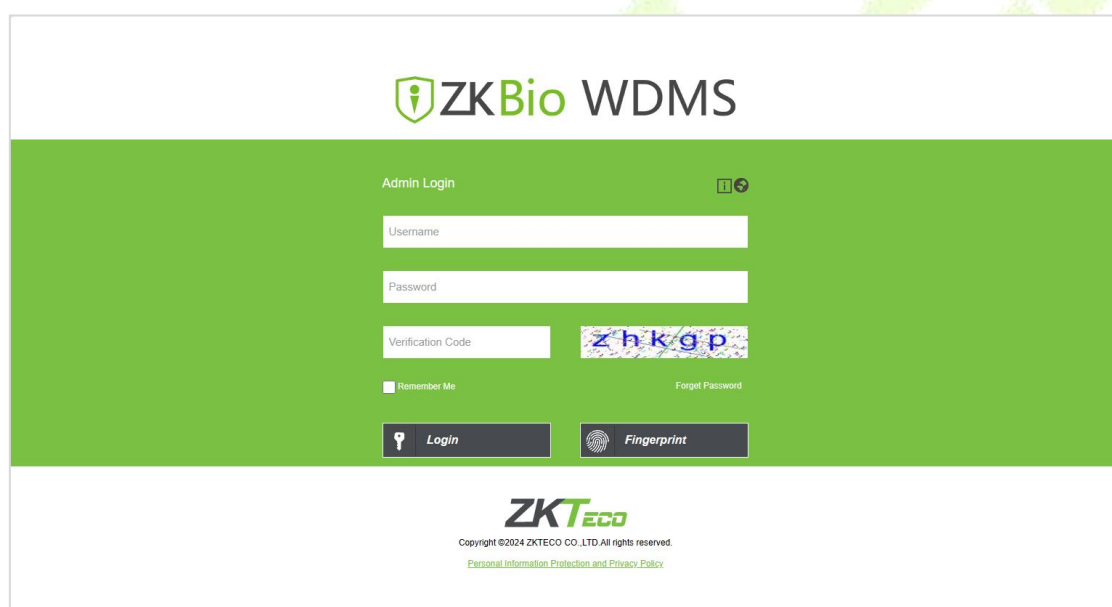 ZKBio WDMS
Admin Login
Username
Password
Verification Code
zhkgp
Remember Me
Forget Password
Login
Fingerprint
ZKTECO
Copyright ©2024 ZKTECO CO.,LTD.All rights reserved.
Personal Information Protection and Privacy Policy